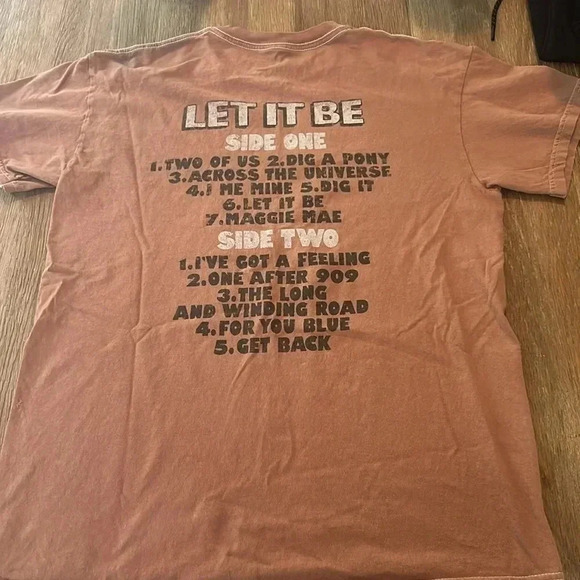 LET IT BE
SIDE ONE
1.TWO OF US 2.DIG A PONY
3.ACROSS THE UNIVERSE
4.I ME MINE 5.DIG IT
6.LET IT BE
7.MAGGIE MAE
SIDE TWO
1.I'VE GOT A FEELING
2.ONE AFTER 909
3.THE LONG
AND WINDING ROAD
4.FOR YOU BLUE
5.GET BACK